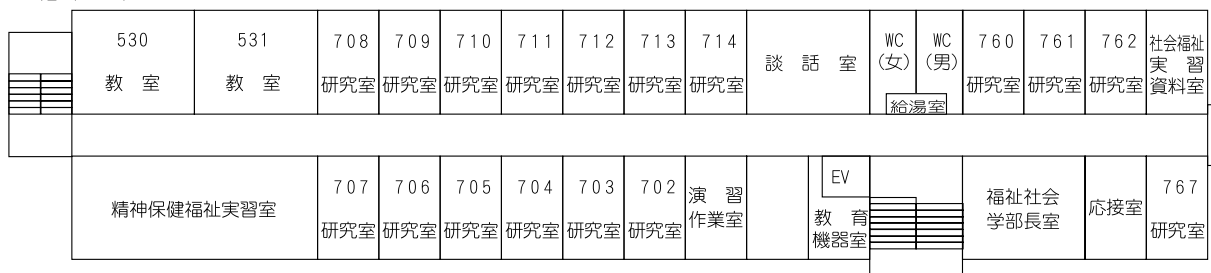 530
教 室
531
教 室
708
研究室
709
研究室
710
研究室
711
研究室
712
研究室
713
研究室
714
研究室
談 話 室
WC
(女)
WC
(男)
給湯室
760
研究室
761
研究室
762
研究室
社会福祉
実 習
資料室
精神保健福祉実習室
707
研究室
706
研究室
705
研究室
704
研究室
703
研究室
702
研究室
演 習
作業室
EV
教 育
機器室
福祉社会
学部長室
応接室
767
研究室